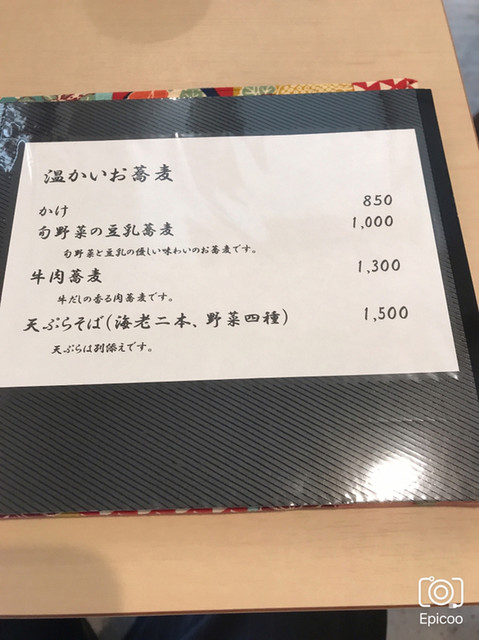 温かいお蕎麦
かけ 850
旬野菜の豆乳蕎麦 1,000
旬野菜と豆乳の優しい味わいのお蕎麦です。
牛肉蕎麦 1,300
牛だしの香る肉蕎麦です。
天ぷらそば(海老二本、野菜四種) 1,500
天ぷらは別添えです。
Epicoo